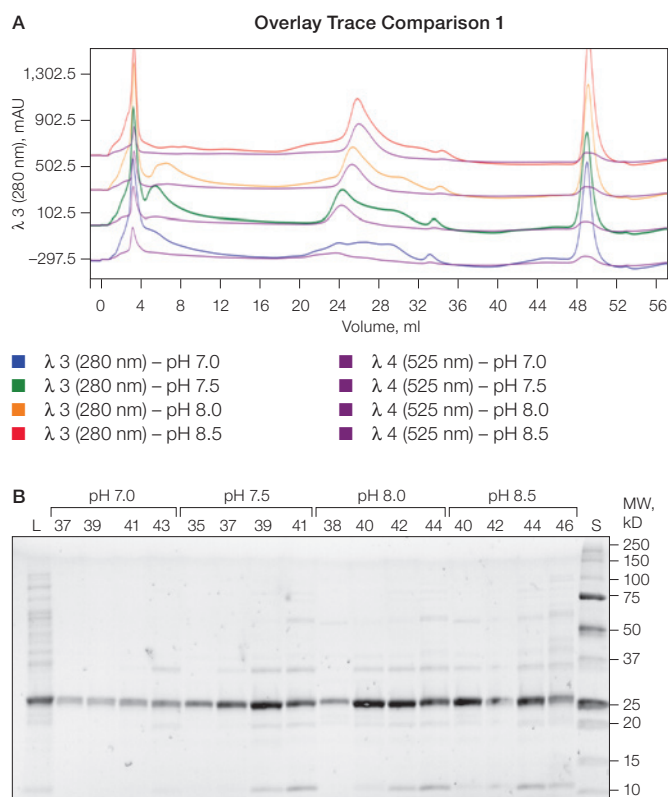 A
Overlay Trace Comparison 1
λ 3 (280 nm), mAU
1,302.5
902.5
502.5
102.5
–297.5
0 4 8 12 16 20 24 28 32 36 40 44 48 52 56
Volume, ml
λ 3 (280 nm) – pH 7.0
λ 3 (280 nm) – pH 7.5
λ 3 (280 nm) – pH 8.0
λ 3 (280 nm) – pH 8.5
λ 4 (525 nm) – pH 7.0
λ 4 (525 nm) – pH 7.5
λ 4 (525 nm) – pH 8.0
λ 4 (525 nm) – pH 8.5
B
pH 7.0 pH 7.5 pH 8.0 pH 8.5
L 37 39 41 43 35 37 39 41 38 40 42 44 40 42 44 46 S
MW,
kD
250
150
100
75
50
37
25
20
15
10